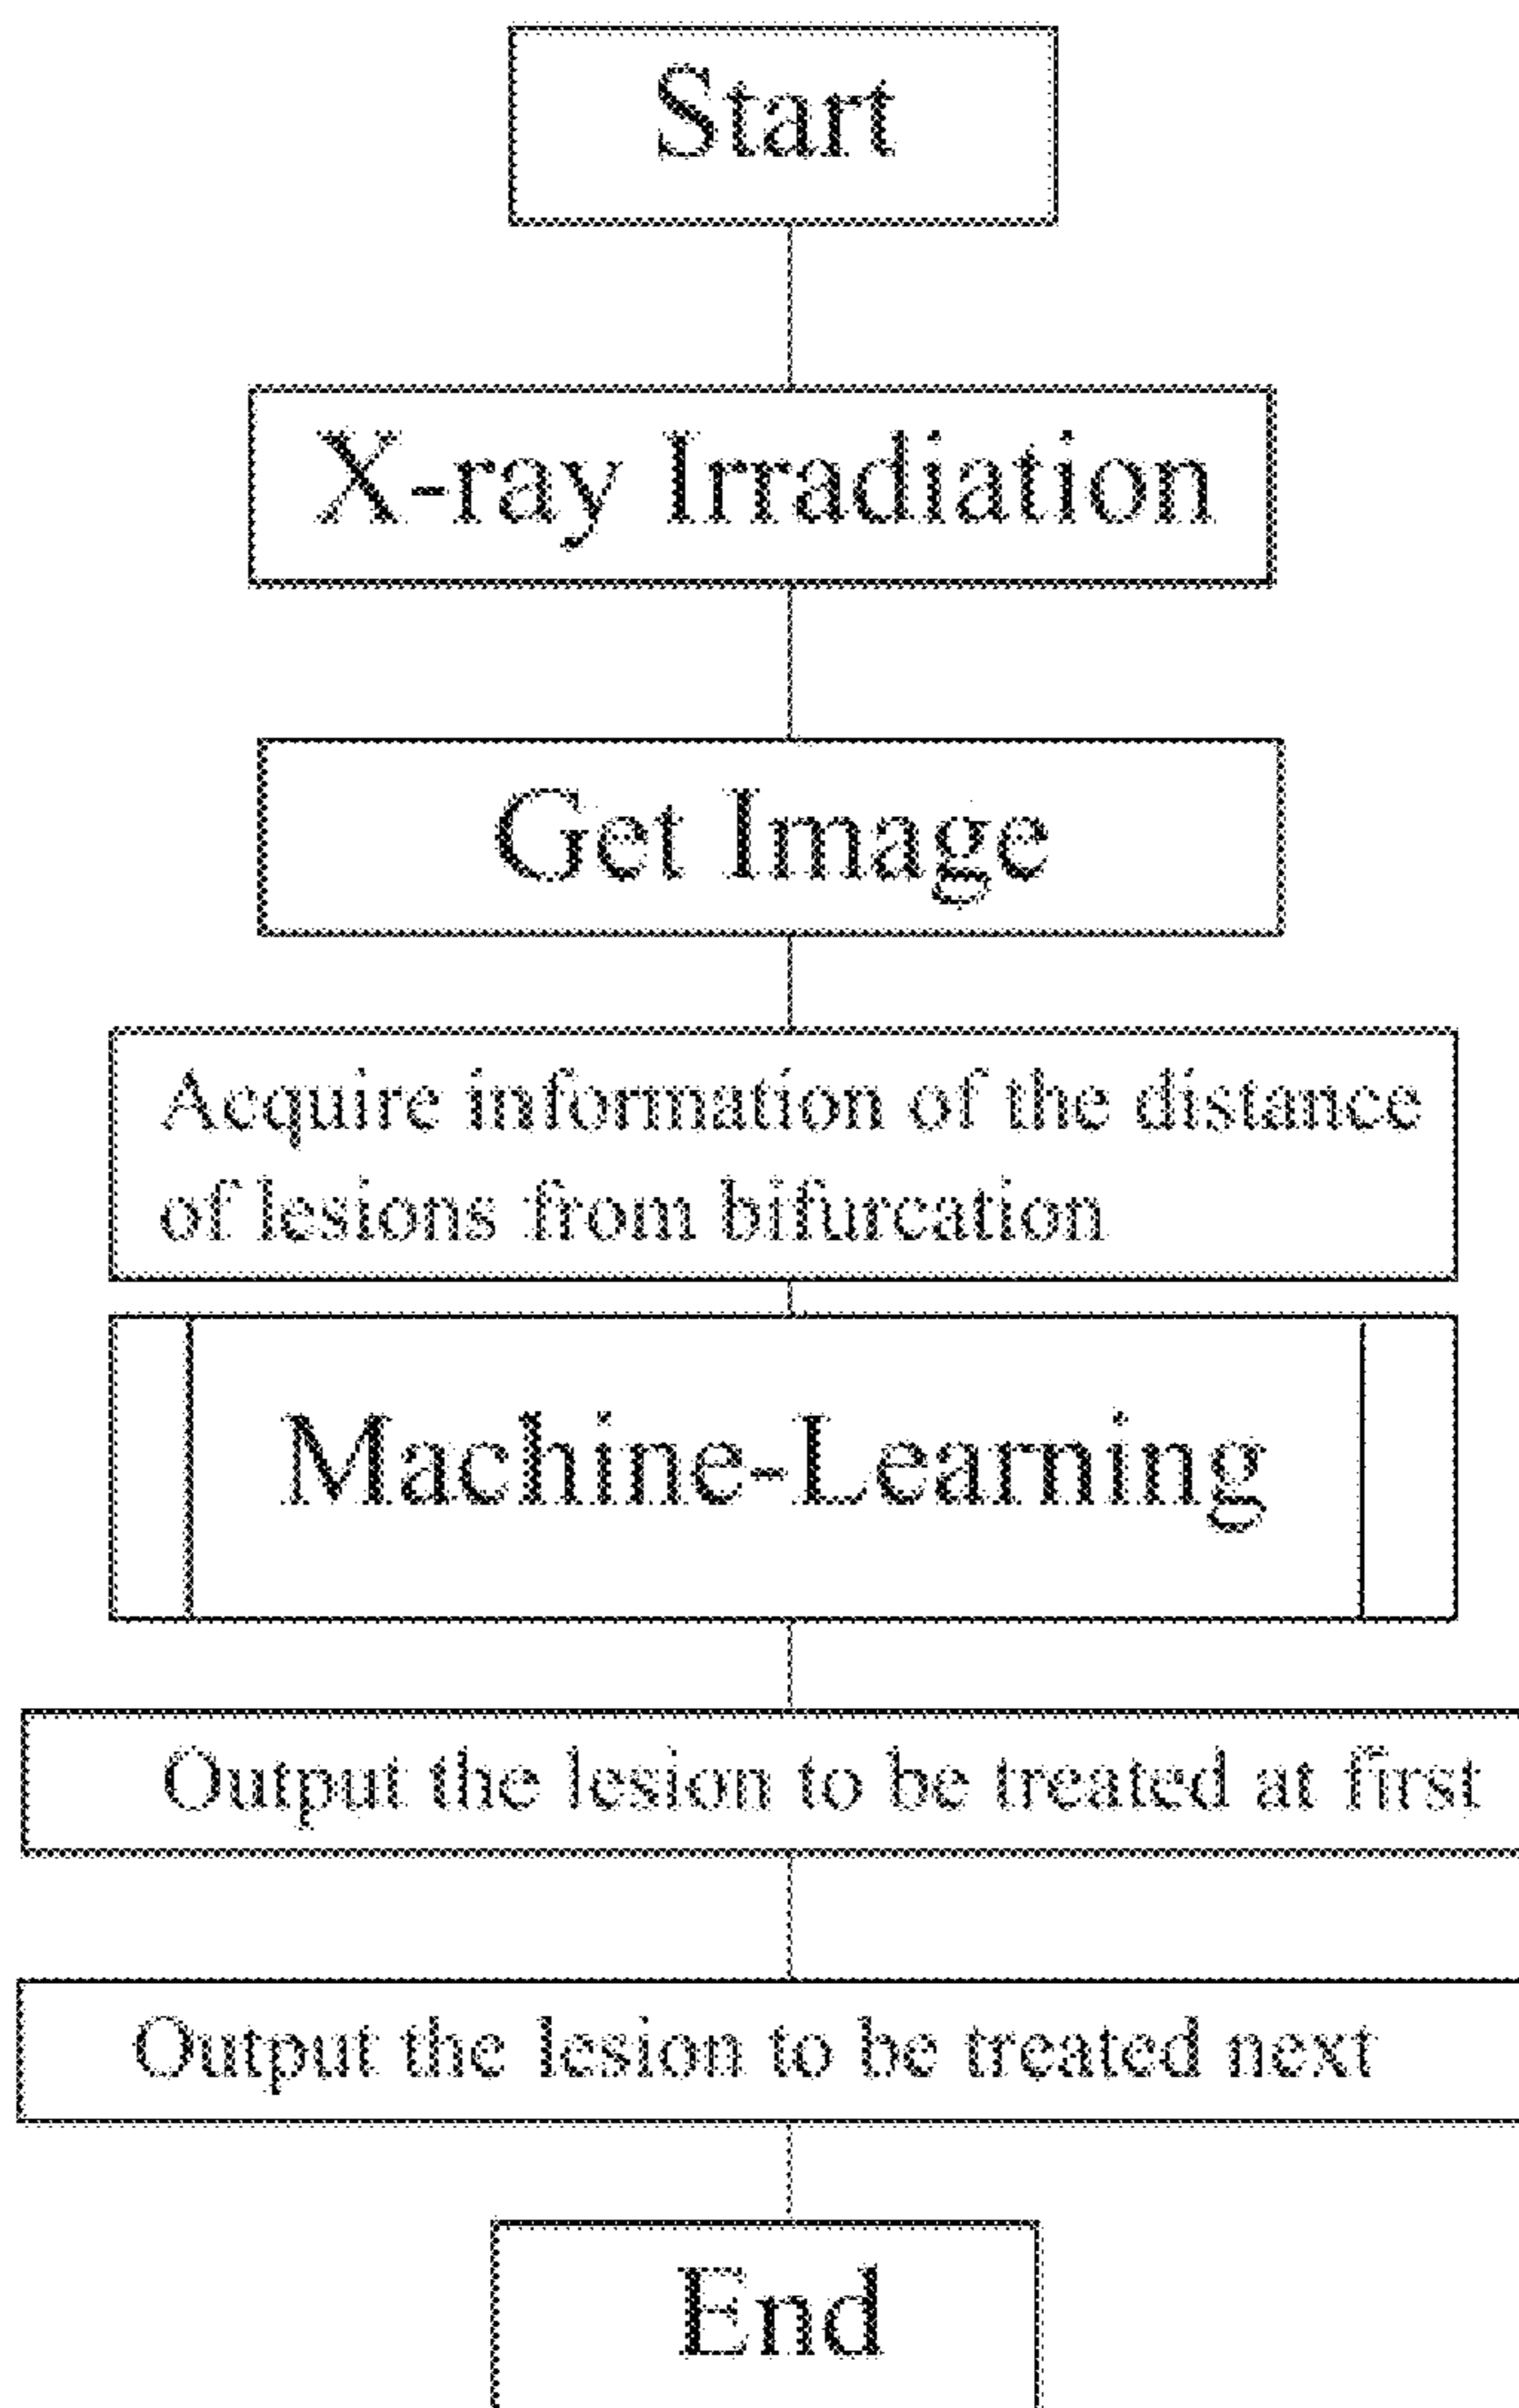 Start
X-ray Irradiation
Get Image
Acquire information of the distance
of lesions from bifurcation
Machine-Learning
Output the lesion to be treated at first
Output the lesion to be treated next
End